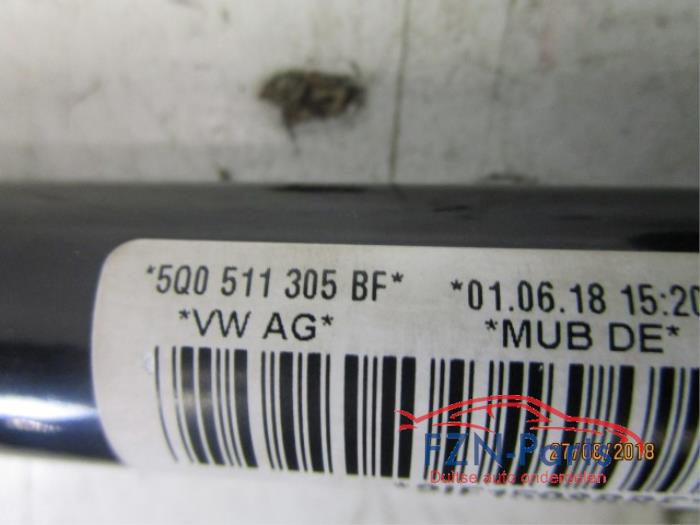 *5Q0 511 305 BF* *01.06.18 15:20
*VW AG* *MUB DE*
FZN-Parts
27/08/2018
Duitse auto onderdelen